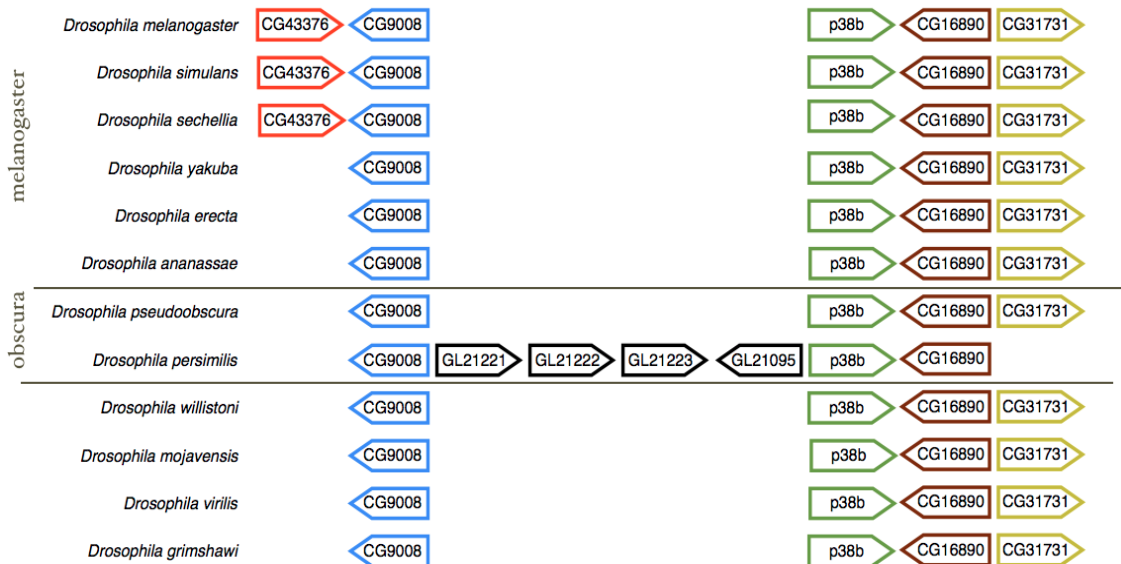 melanogaster
Drosophila melanogaster CG43376 CG9008 p38b CG16890 CG31731
Drosophila simulans CG43376 CG9008 p38b CG16890 CG31731
Drosophila sechellia CG43376 CG9008 p38b CG16890 CG31731
Drosophila yakuba CG9008 p38b CG16890 CG31731
Drosophila erecta CG9008 p38b CG16890 CG31731
Drosophila ananassae CG9008 p38b CG16890 CG31731
obscura
Drosophila pseudoobscura CG9008 p38b CG16890 CG31731
Drosophila persimilis CG9008 GL21221 GL21222 GL21223 GL21095 p38b CG16890
Drosophila willistoni CG9008 p38b CG16890 CG31731
Drosophila mojavensis CG9008 p38b CG16890 CG31731
Drosophila virilis CG9008 p38b CG16890 CG31731
Drosophila grimshawi CG9008 p38b CG16890 CG31731